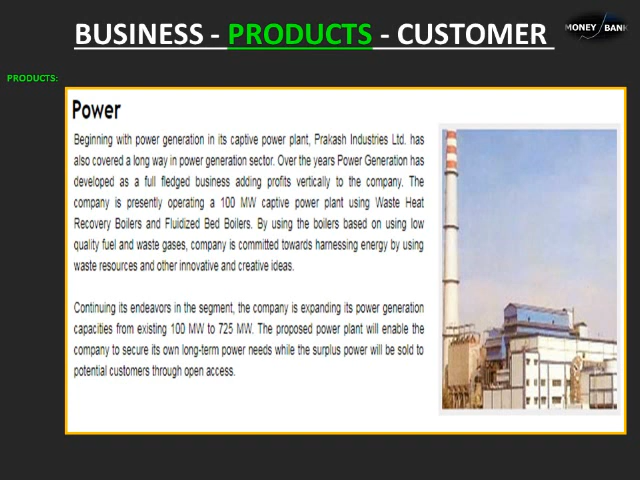 BUSINESS - PRODUCTS - CUSTOMER
MONEY BANK
PRODUCTS:
Power
Beginning with power generation in its captive power plant, Prakash Industries Ltd. has
also covered a long way in power generation sector. Over the years Power Generation has
developed as a full fledged business adding profits vertically to the company. The
company is presently operating a 100 MW captive power plant using Waste Heat
Recovery Boilers and Fluidized Bed Boilers. By using the boilers based on using low
quality fuel and waste gases, company is committed towards harnessing energy by using
waste resources and other innovative and creative ideas.
Continuing its endeavors in the segment, the company is expanding its power generation
capacities from existing 100 MW to 725 MW. The proposed power plant will enable the
company to secure its own long-term power needs while the surplus power will be sold to
potential customers through open access.